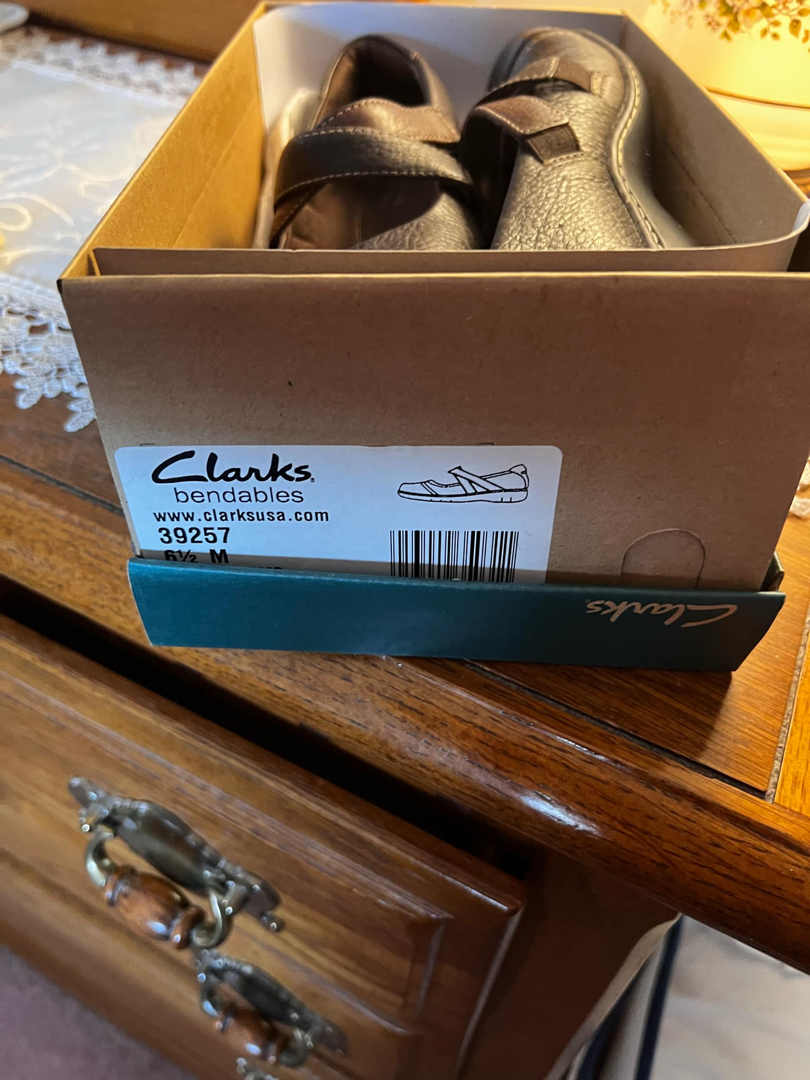 Clarks
bendables
www.clarksusa.com
39257
6½ M
Clarks